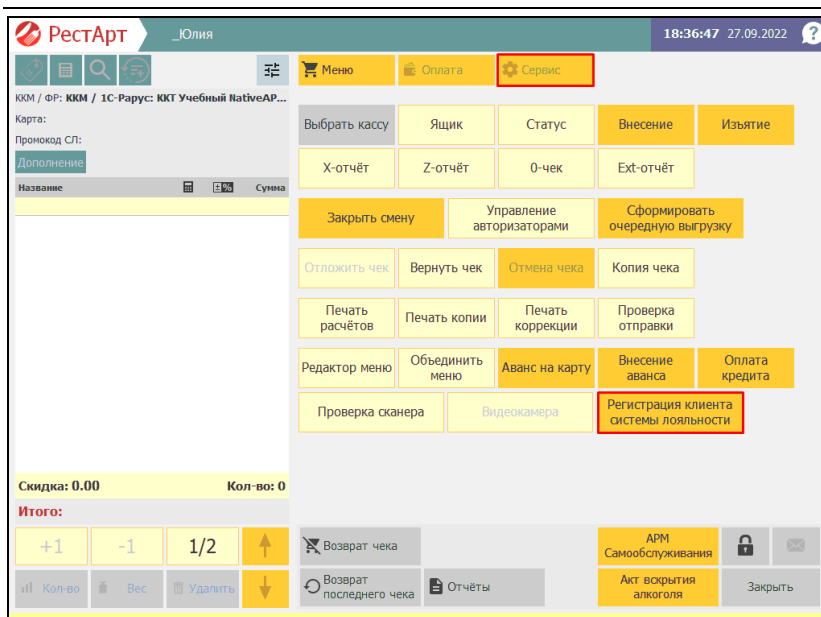 РестАрт
_Юлия
18:36:47 27.09.2022 ?
Меню
Оплата
Сервис
ККМ / ФР: ККМ / 1С-Рарус: ККТ Учебный NativeAP...
Карта:
Промокод СЛ:
Дополнение
Название % Сумма
Выбрать кассу
Ящик
Статус
Внесение
Изъятие
X-отчёт
Z-отчёт
0-чек
Ext-отчёт
Закрыть смену
Управление
авторизаторами
Сформировать
очередную выгрузку
Отложить чек
Вернуть чек
Отмена чека
Копия чека
Печать
расчётов
Печать копии
Печать
коррекции
Проверка
отправки
Редактор меню
Объединить
меню
Аванс на карту
Внесение
аванса
Оплата
кредита
Проверка сканера
Видеокамера
Регистрация клиента
системы лояльности
Скидка: 0.00 Кол-во: 0
Итого:
+1
-1
1/2
Кол-во
Вес
Удалить
Возврат чека
Возврат
последнего чека
Отчёты
АРМ
Самообслуживания
Акт вскрытия
алкоголя
Закрыть